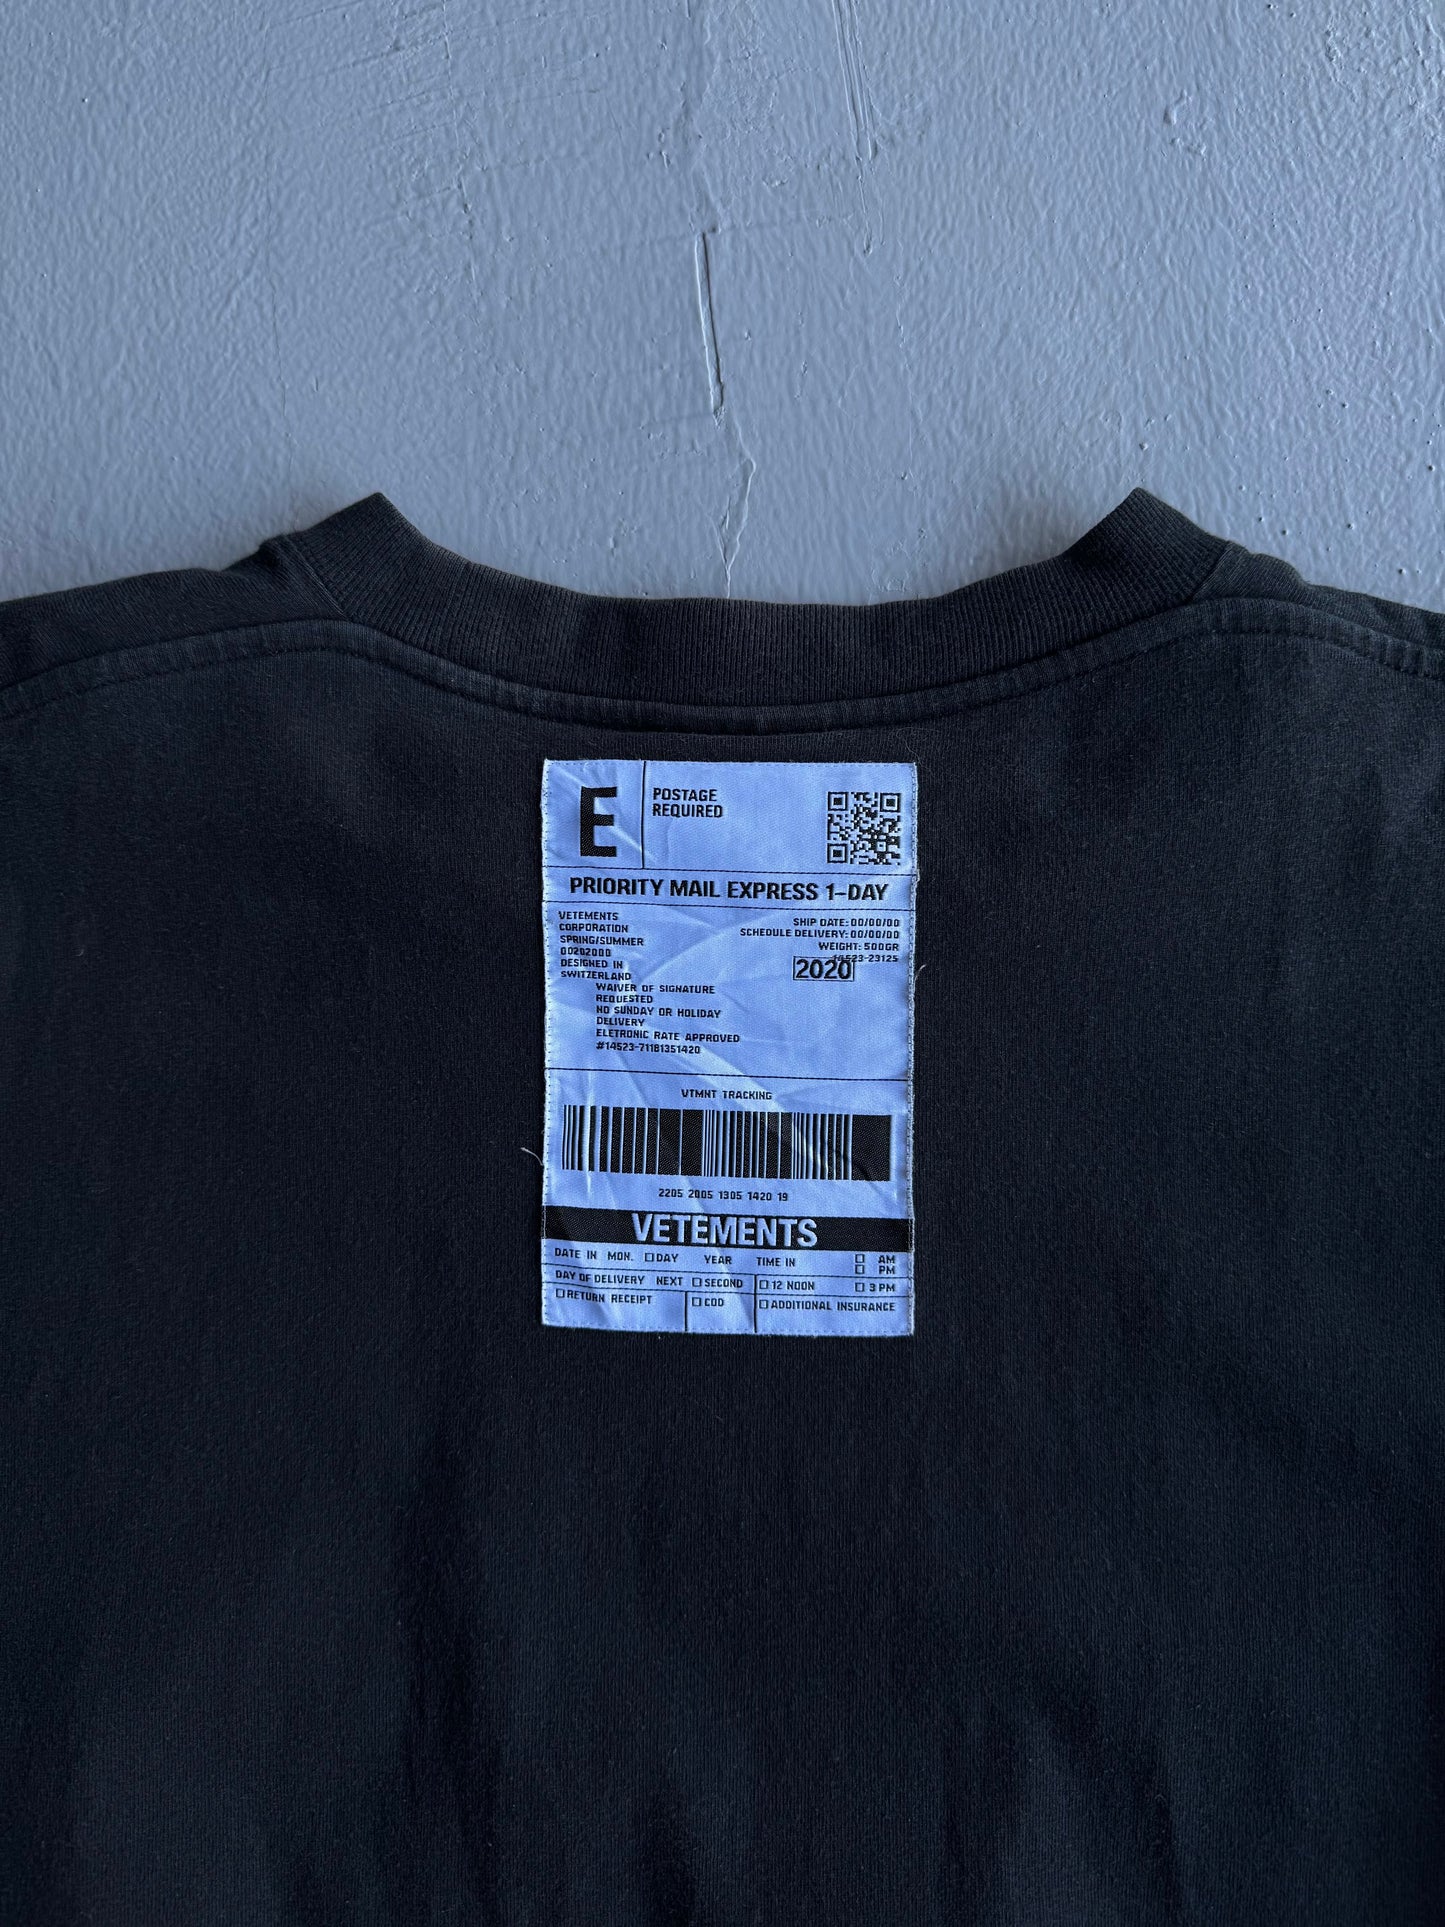 E
POSTAGE
REQUIRED
PRIORITY MAIL EXPRESS 1-DAY
VETEMENTS
CORPORATION
SPRING/SUMMER
00202000
DESIGNED IN
SWITZERLAND
SHIP DATE: 00/00/00
SCHEDULE DELIVERY: 00/00/00
WEIGHT: 500GR
14523-23125
2020
WAIVER OF SIGNATURE
REQUESTED
NO SUNDAY OR HOLIDAY
DELIVERY
ELETRONIC RATE APPROVED
#14523-71181351420
VTMNT TRACKING
2205 2005 1305 1420 19
VETEMENTS
DATE IN MON. DAY YEAR TIME IN AM
PM
DAY OF DELIVERY NEXT SECOND 12 NOON 3 PM
RETURN RECEIPT COD ADDITIONAL INSURANCE